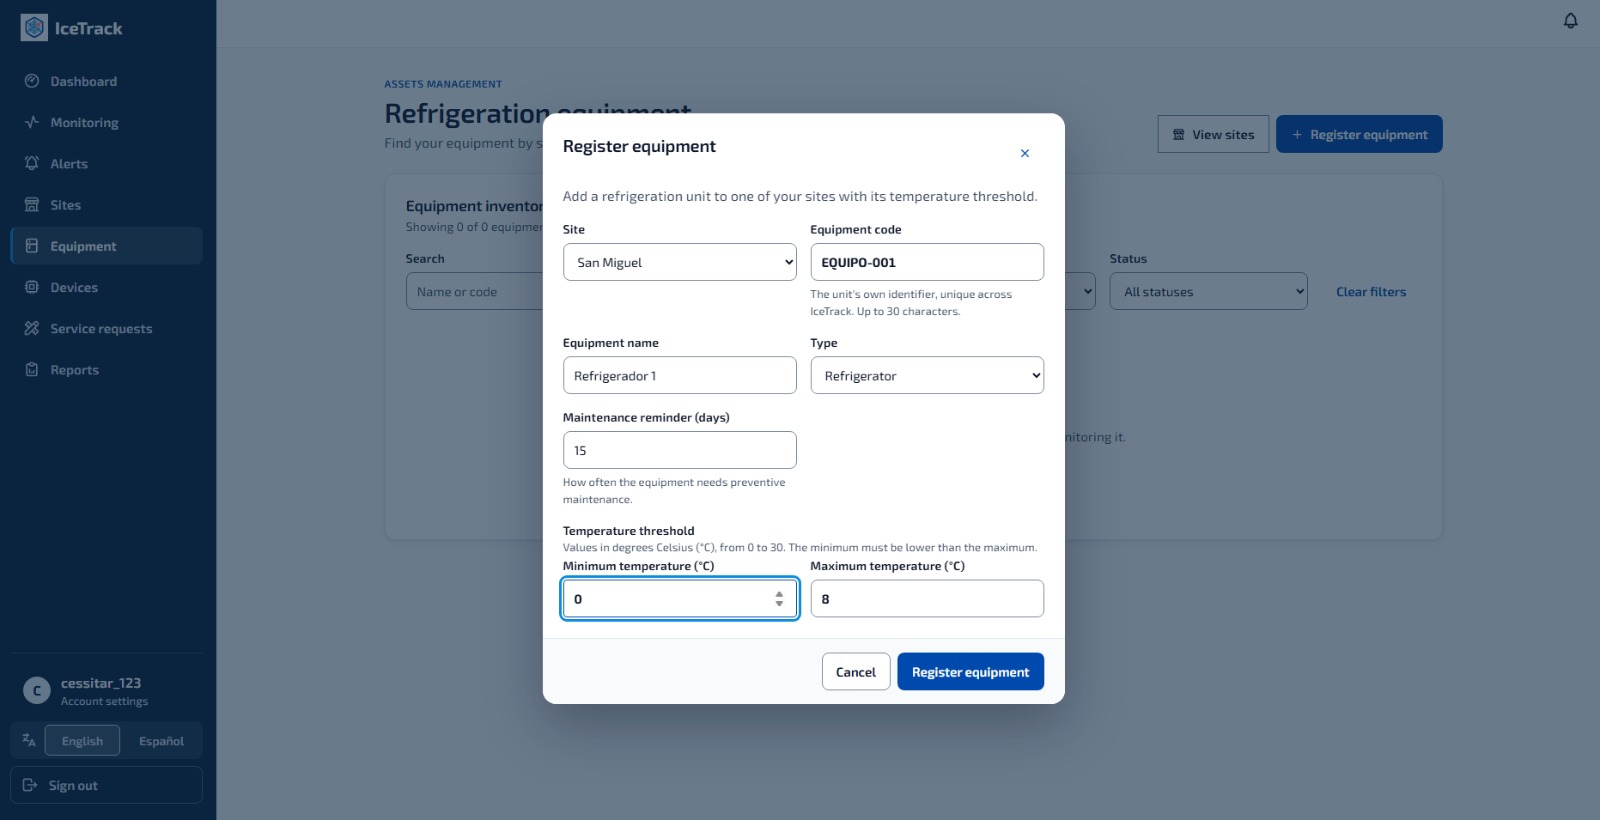 IceTrack
Dashboard
Monitoring
Alerts
Sites
Equipment
Devices
Service requests
Reports
C
cessitar_123
Account settings
English
Español
Sign out
ASSETS MANAGEMENT
Refrigeration equipment
Find your equipment by s
View sites
+ Register equipment
Equipment inventor
Showing 0 of 0 equipmen
Search
Name or code
Status
All statuses
Clear filters
nitoring it.
Register equipment
×
Add a refrigeration unit to one of your sites with its temperature threshold.
Site
San Miguel
Equipment code
EQUIPO-001
The unit's own identifier, unique across
IceTrack. Up to 30 characters.
Equipment name
Refrigerador 1
Type
Refrigerator
Maintenance reminder (days)
15
How often the equipment needs preventive
maintenance.
Temperature threshold
Values in degrees Celsius (°C), from 0 to 30. The minimum must be lower than the maximum.
Minimum temperature (°C)
0
Maximum temperature (°C)
8
Cancel
Register equipment